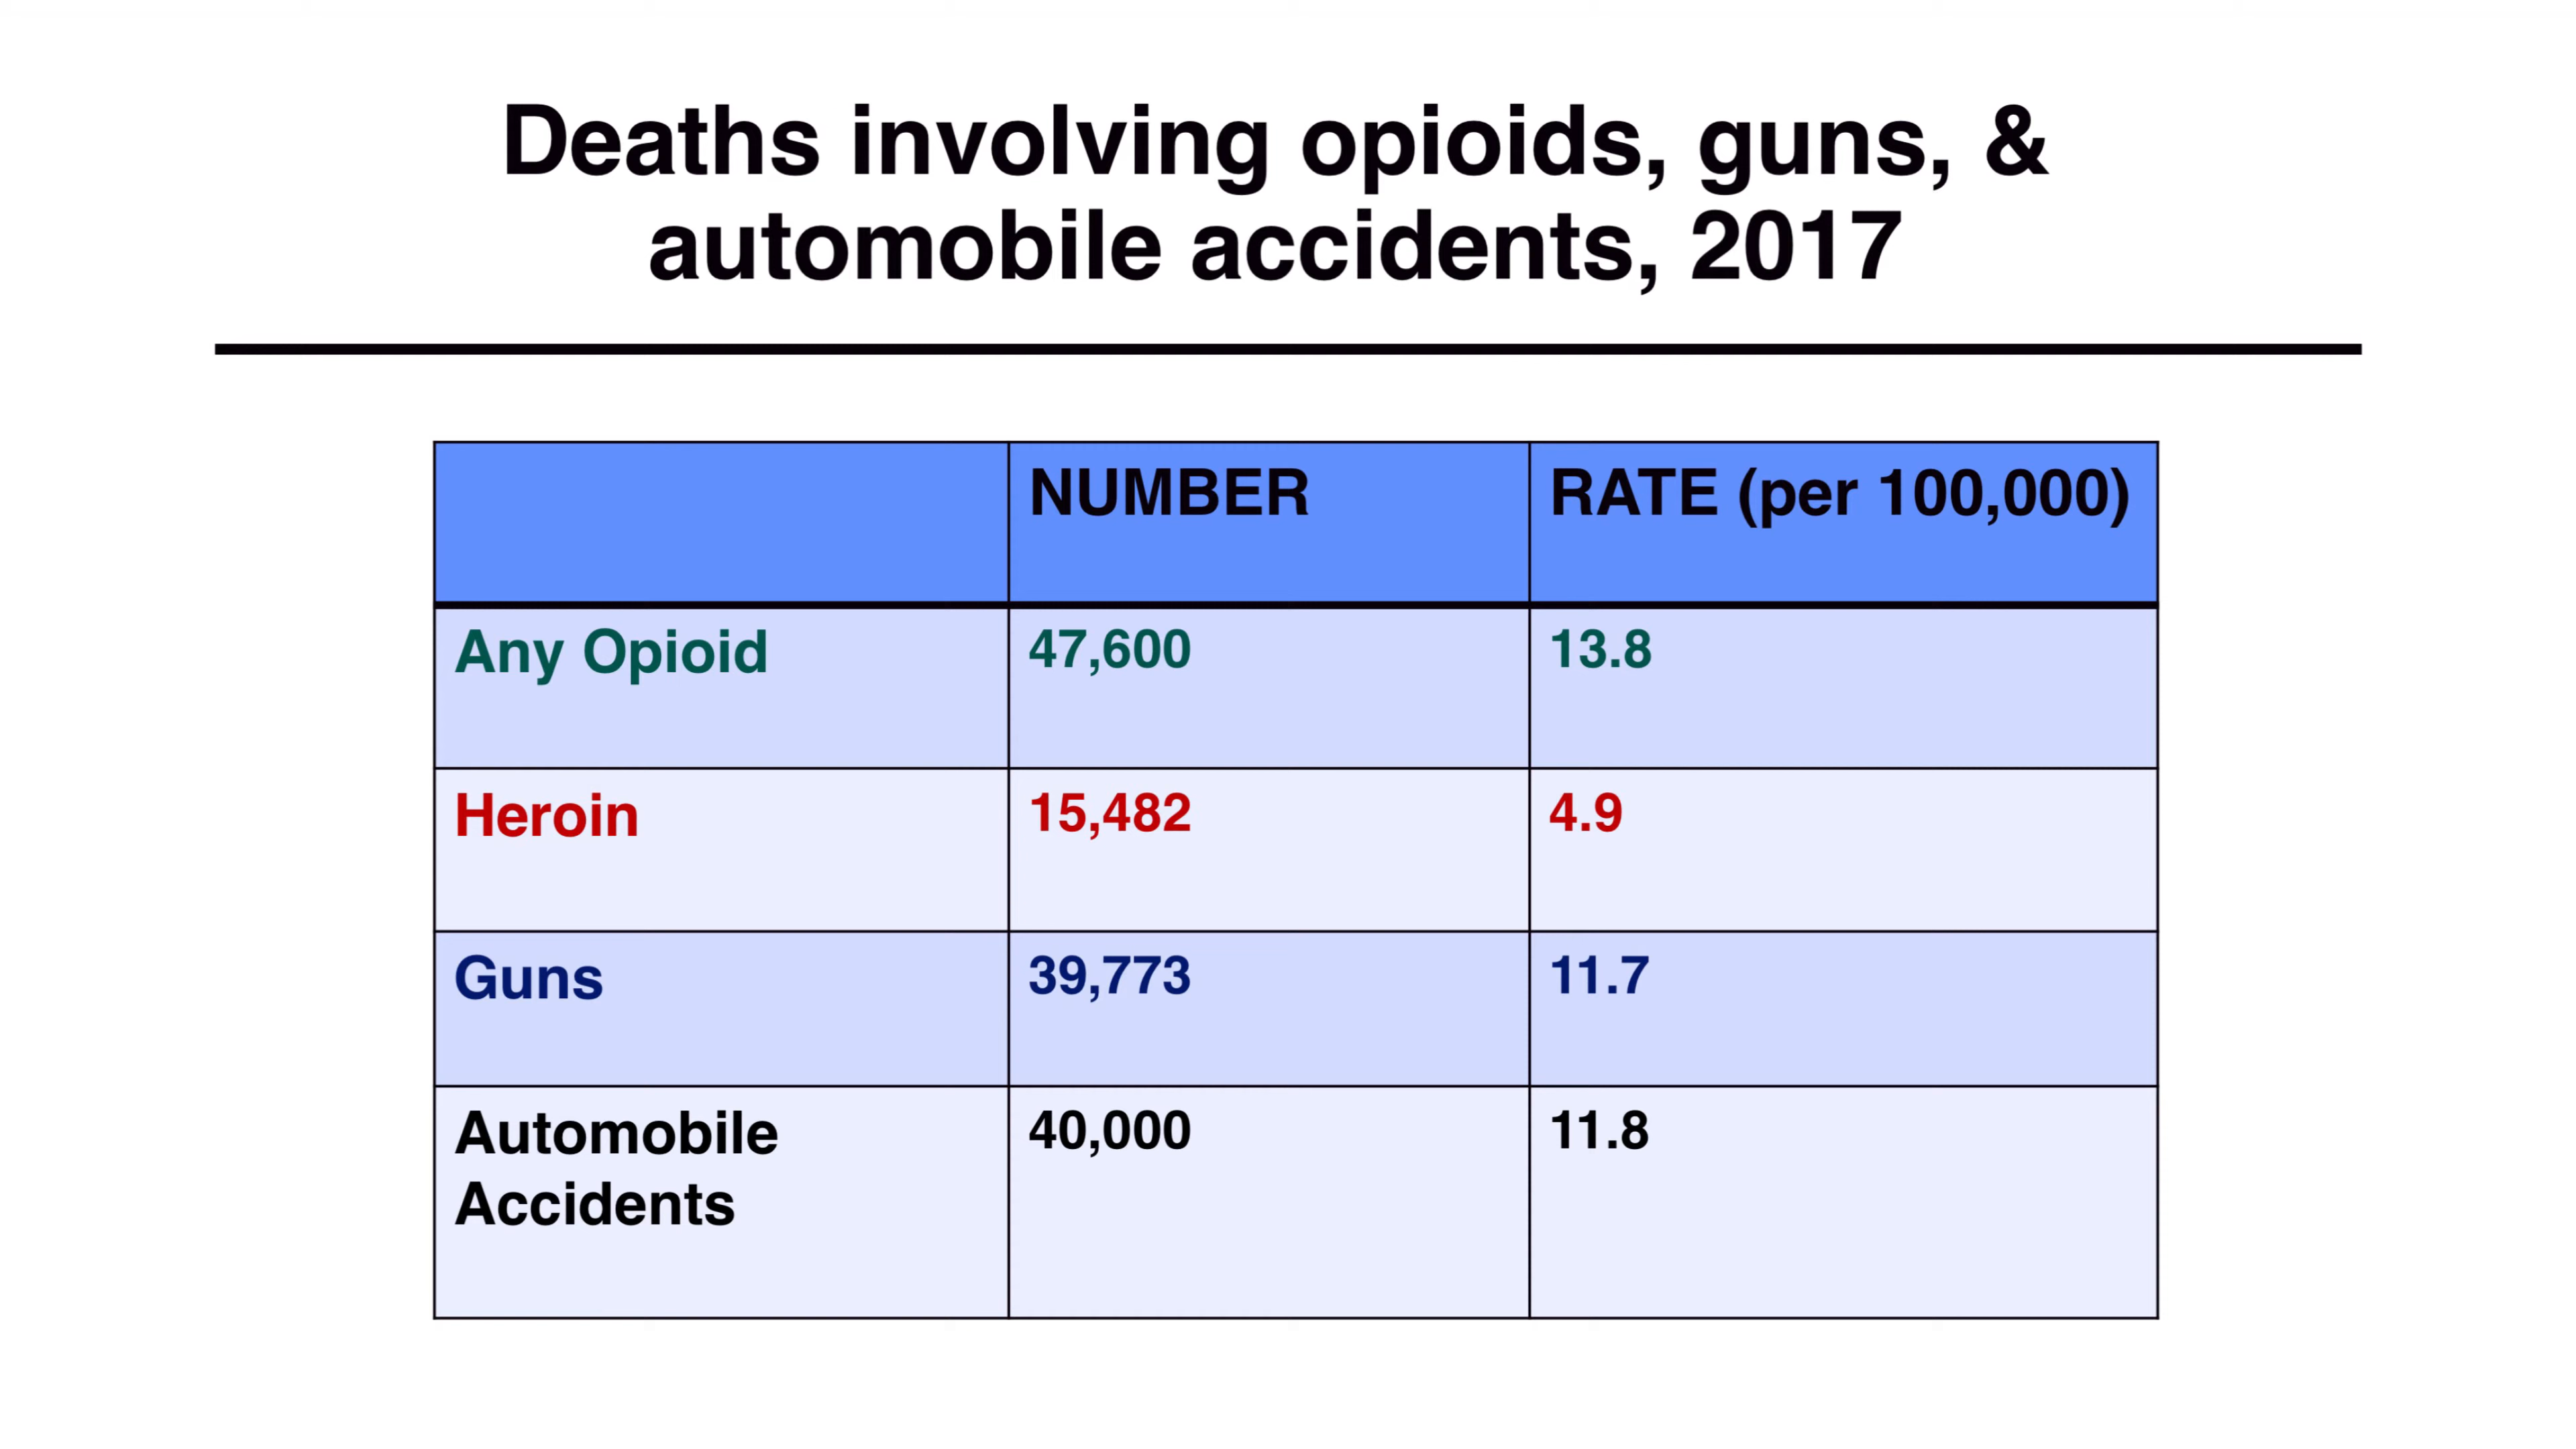 Deaths involving opioids, guns, &
automobile accidents, 2017
NUMBER RATE (per 100,000)
Any Opioid 47,600 13.8
Heroin 15,482 4.9
Guns 39,773 11.7
Automobile 40,000 11.8
Accidents